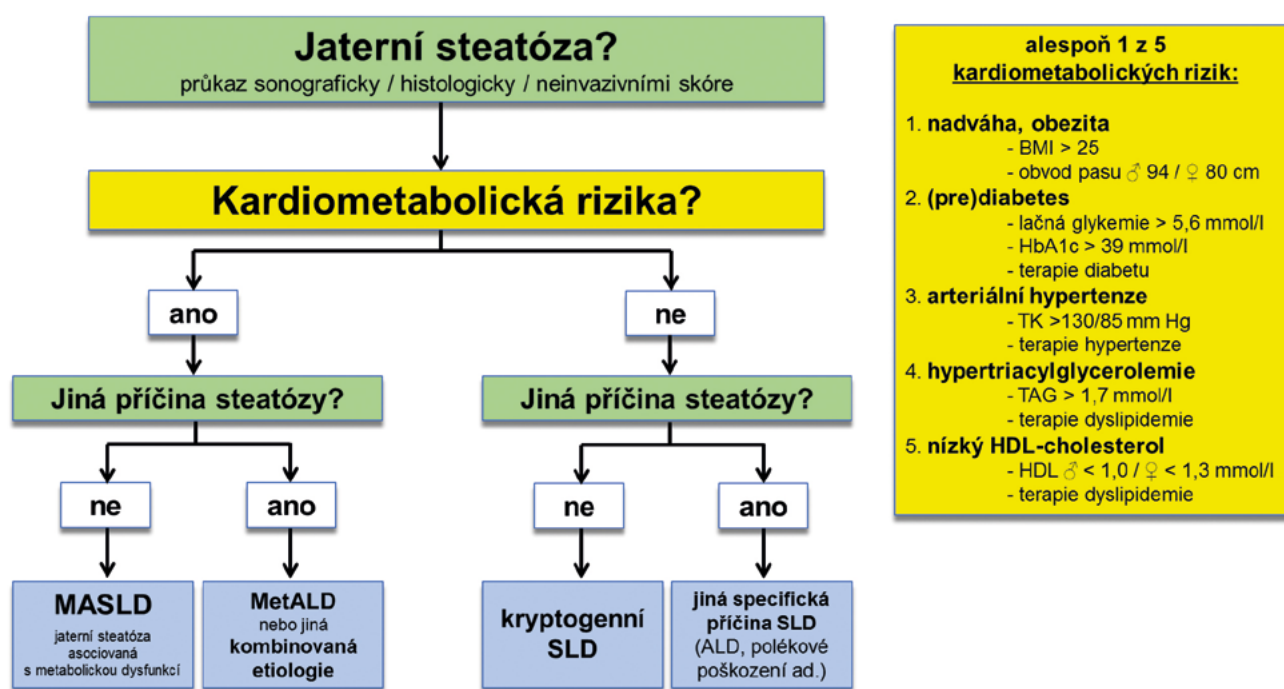 Jaterní steatóza?
průkaz sonograficky / histologicky / neinvazivními skóre
Kardiometabolická rizika?
ano
ne
Jiná příčina steatózy?
Jiná příčina steatózy?
ne
ano
ne
ano
MASLD
jaterní steatóza
asociovaná
s metabolickou dysfunkcí
MetALD
nebo jiná
kombinovaná
etiologie
kryptogenní
SLD
jiná specifická
příčina SLD
(ALD, polékové
poškození ad.)
alespoň 1 z 5
kardiometabolických rizik:
1. nadváha, obezita
- BMI > 25
- obvod pasu ♂ 94 / ♀ 80 cm
2. (pre)diabetes
- lačná glykemie > 5,6 mmol/l
- HbA1c > 39 mmol/l
- terapie diabetu
3. arteriální hypertenze
- TK >130/85 mm Hg
- terapie hypertenze
4. hypertriacylglycerolemie
- TAG > 1,7 mmol/l
- terapie dyslipidemie
5. nízký HDL-cholesterol
- HDL ♂ < 1,0 / ♀ < 1,3 mmol/l
- terapie dyslipidemie